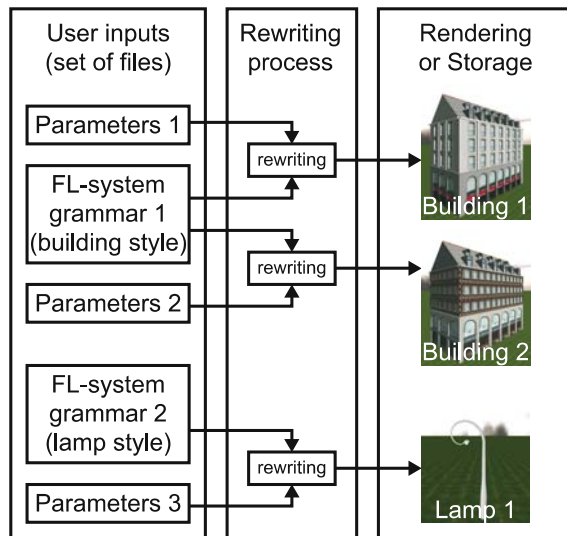 User inputs
(set of files)
Rewriting
process
Rendering
or Storage
Parameters 1
rewriting
Building 1
FL-system
grammar 1
(building style)
rewriting
Building 2
Parameters 2
FL-system
grammar 2
(lamp style)
rewriting
Lamp 1
Parameters 3